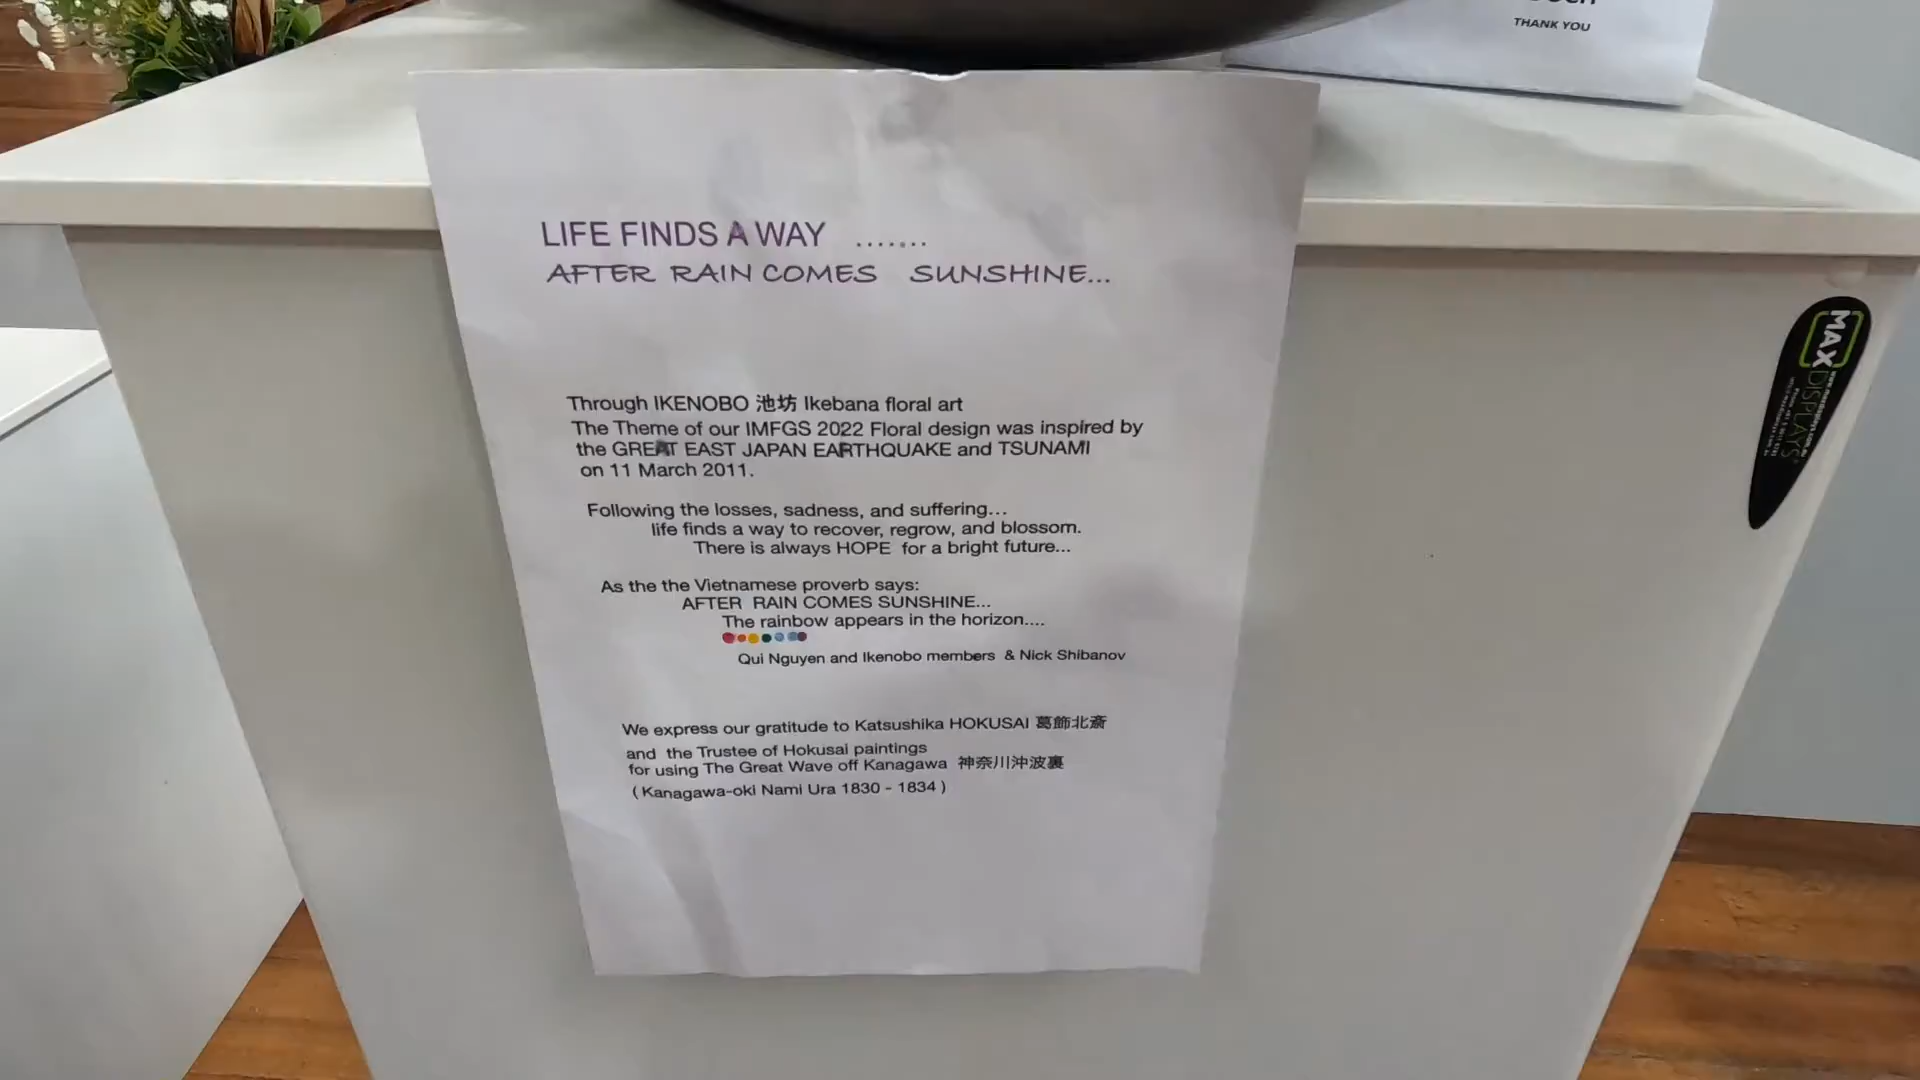 THANK YOU
LIFE FINDS A WAY .......
AFTER RAIN COMES SUNSHINE...
Through IKENOBO 池坊 Ikebana floral art
The Theme of our IMFGS 2022 Floral design was inspired by
the GREAT EAST JAPAN EARTHQUAKE and TSUNAMI
on 11 March 2011.
Following the losses, sadness, and suffering...
life finds a way to recover, regrow, and blossom.
There is always HOPE for a bright future...
As the the Vietnamese proverb says:
AFTER RAIN COMES SUNSHINE...
The rainbow appears in the horizon....
Qui Nguyen and Ikenobo members & Nick Shibanov
We express our gratitude to Katsushika HOKUSAI 葛飾北斎
and the Trustee of Hokusai paintings
for using The Great Wave off Kanagawa 神奈川沖波裏
( Kanagawa-oki Nami Ura 1830 - 1834 )
MAX
DISPLAYS